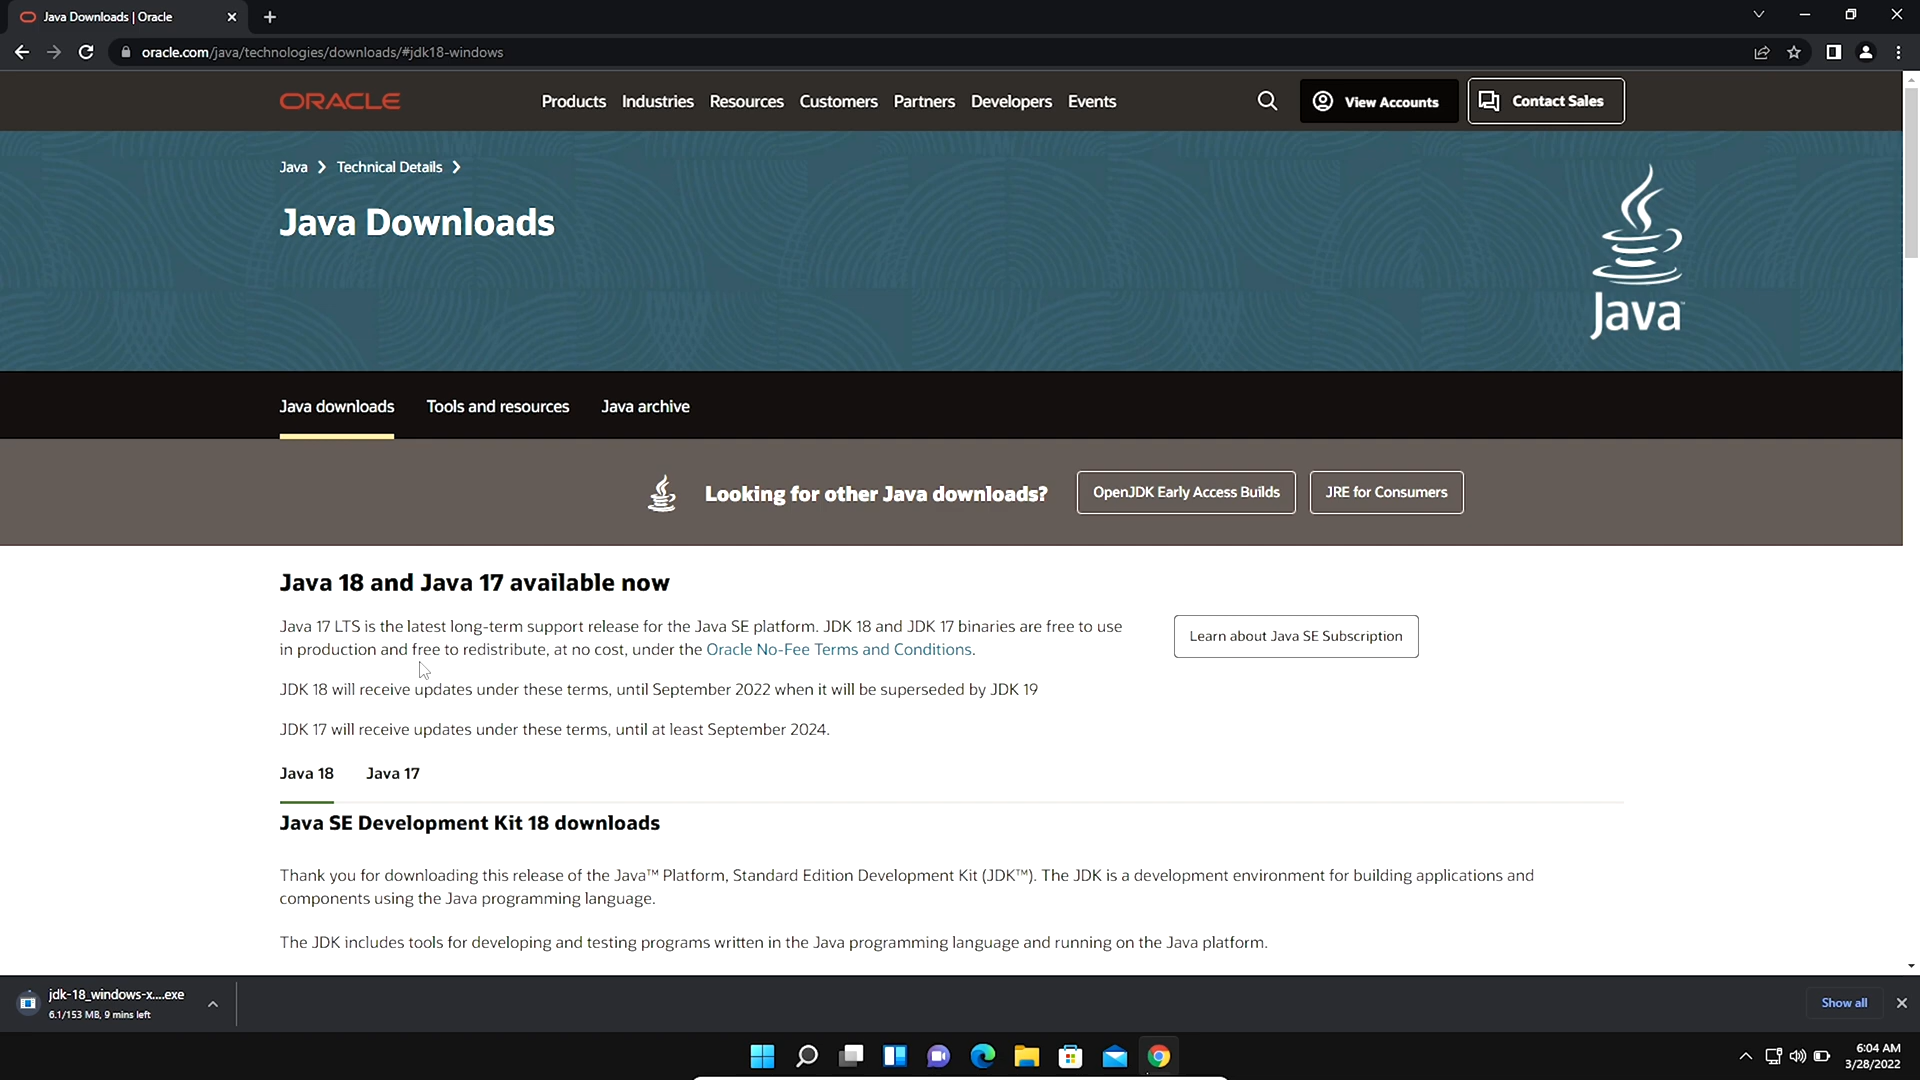 Java Downloads | Oracle
oracle.com/java/technologies/downloads/#jdk18-windows
ORACLE
Products Industries Resources Customers Partners Developers Events
View Accounts
Contact Sales
Java Technical Details
Java Downloads
Java™
Java downloads Tools and resources Java archive
Looking for other Java downloads?
OpenJDK Early Access Builds
JRE for Consumers
Java 18 and Java 17 available now
Java 17 LTS is the latest long-term support release for the Java SE platform. JDK 18 and JDK 17 binaries are free to use
in production and free to redistribute, at no cost, under the Oracle No-Fee Terms and Conditions.
Learn about Java SE Subscription
JDK 18 will receive updates under these terms, until September 2022 when it will be superseded by JDK 19
JDK 17 will receive updates under these terms, until at least September 2024.
Java 18 Java 17
Java SE Development Kit 18 downloads
Thank you for downloading this release of the Java™ Platform, Standard Edition Development Kit (JDK™). The JDK is a development environment for building applications and
components using the Java programming language.
The JDK includes tools for developing and testing programs written in the Java programming language and running on the Java platform.
jdk-18_windows-x....exe
6.1/153 MB, 9 mins left
Show all
6:04 AM
3/28/2022